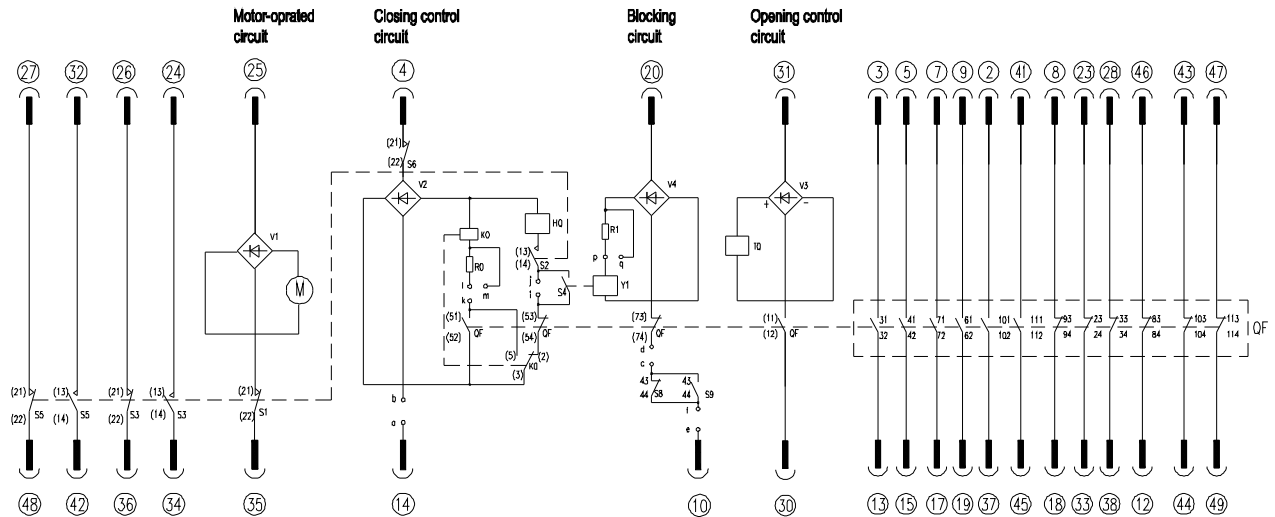 Motor-oprated circuit
Closing control circuit
Blocking circuit
Opening control circuit
27 32 26 24 25 4 20 31 3 5 7 9 2 41 8 23 28 46 43 47
(21)
(22) S6
V2 V4 V3
+ -
HQ
K0 R1 TQ
V1
(13)
(14) S2
R0 p q
M
l m j i S4 Y1
k
(51) (53) (73) (11) 31 41 71 61 101 111 93 23 33 83 103 113
(52) QF (54) QF (74) QF 32 42 72 62 102 112 94 24 34 84 104 114 QF
d
(5) (2)
c
(3) KO
43 43
44 S8 44 S9
(21) (13) (21) (13) (21)
(22) S5 (14) S5 (22) S3 (14) S3 (22) S1
b
a
e
48 42 36 34 35 14 10 30 13 15 17 19 37 45 18 33 38 12 44 49